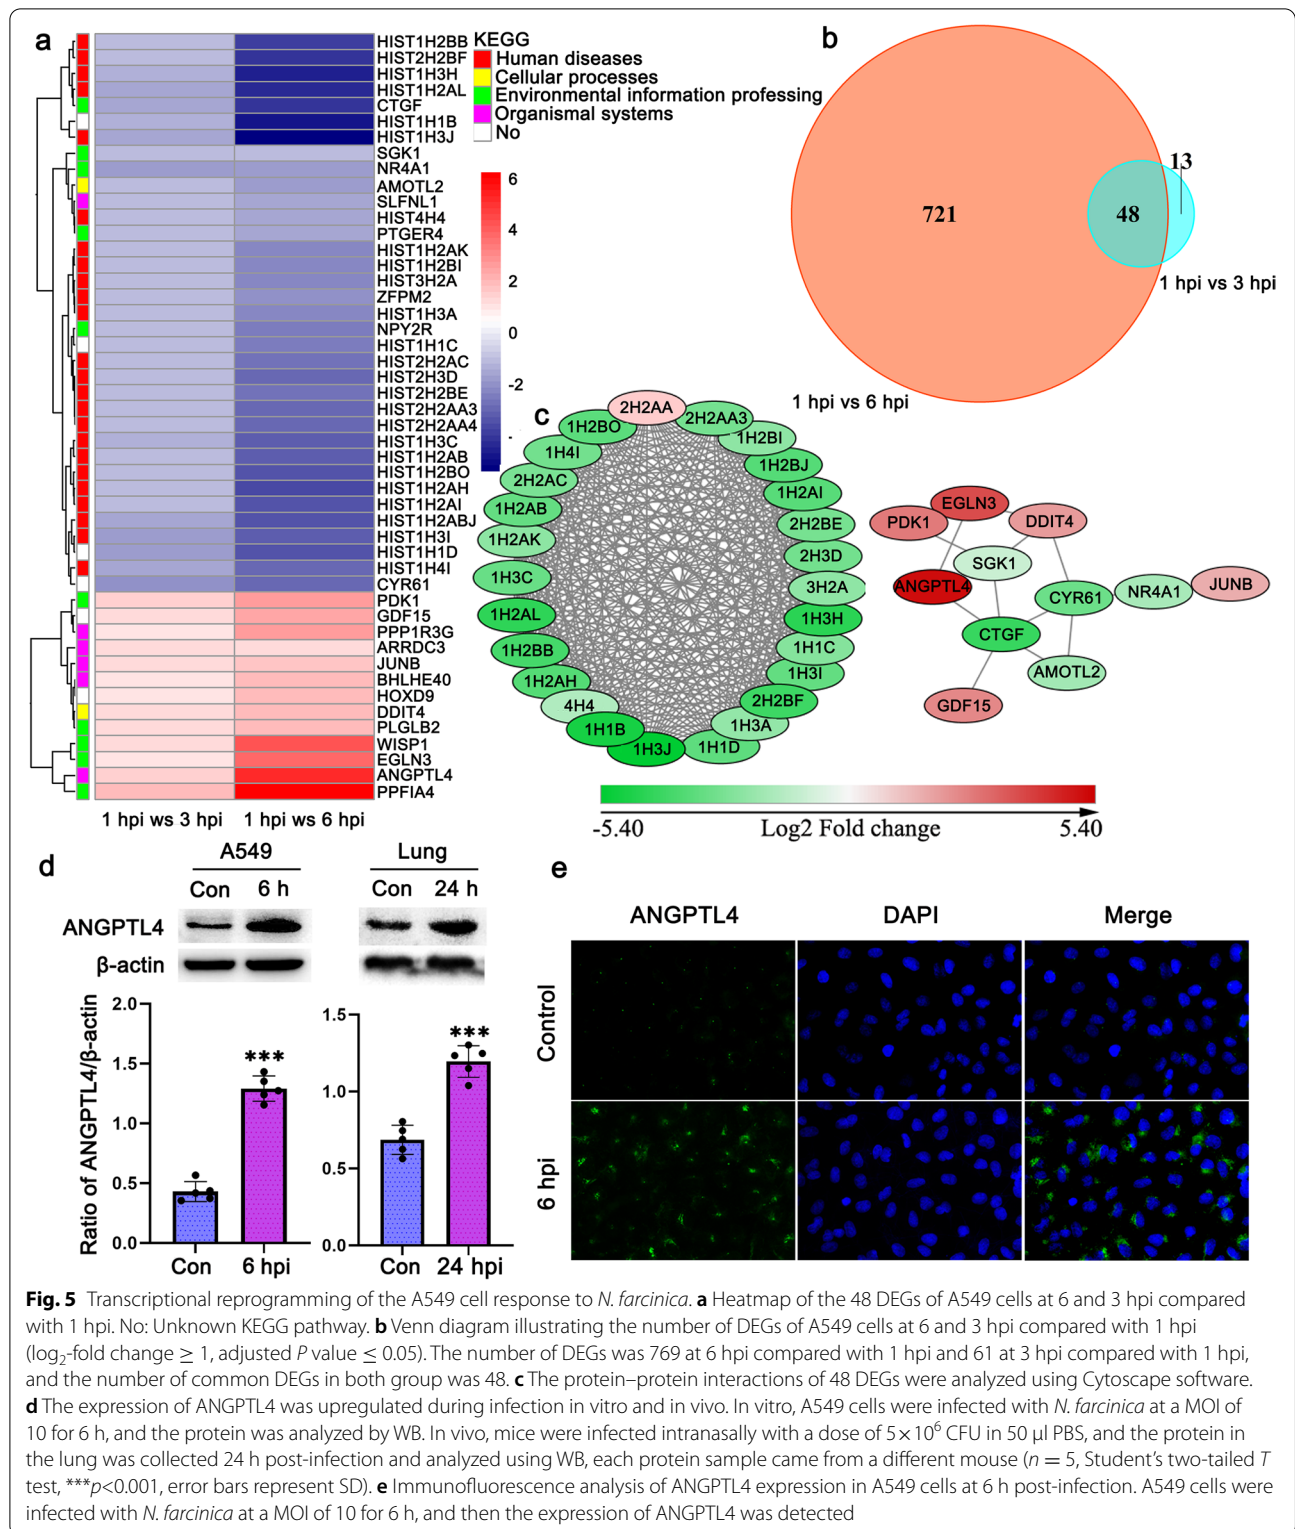 a
HIST1H2BB
HIST2H2BF
HIST1H3H
HIST1H2AL
CTGF
HIST1H1B
HIST1H3J
SGK1
NR4A1
AMOTL2
SLFNL1
HIST4H4
PTGER4
HIST1H2AK
HIST1H2BI
HIST3H2A
ZFPM2
HIST1H3A
NPY2R
HIST1H1C
HIST2H2AC
HIST2H3D
HIST2H2BE
HIST2H2AA3
HIST2H2AA4
HIST1H3C
HIST1H2AB
HIST1H2BO
HIST1H2AH
HIST1H2AI
HIST1H2ABJ
HIST1H3I
HIST1H1D
HIST1H4I
CYR61
PDK1
GDF15
PPP1R3G
ARRDC3
JUNB
BHLHE40
HOXD9
DDIT4
PLGLB2
WISP1
EGLN3
ANGPTL4
PPFIA4
1 hpi ws 3 hpi 1 hpi ws 6 hpi
KEGG
Human diseases
Cellular processes
Environmental information professing
Organismal systems
No
6
4
2
0
-2
-
b
721
48
13
1 hpi vs 3 hpi
1 hpi vs 6 hpi
c
2H2AA
2H2AA3
1H2BI
1H2BJ
1H2AI
2H2BE
2H3D
3H2A
1H3H
1H1C
1H3I
2H2BF
1H3A
1H1D
1H3J
1H1B
4H4
1H2AH
1H2BB
1H2AL
1H3C
1H2AK
1H2AB
2H2AC
1H4I
1H2BO
EGLN3
PDK1
DDIT4
SGK1
ANGPTL4
CYR61
NR4A1
JUNB
CTGF
AMOTL2
GDF15
-5.40 Log2 Fold change 5.40
d
A549 Lung
Con 6 h Con 24 h
ANGPTL4
β-actin
Ratio of ANGPTL4/β-actin
2.0
1.5
1.0
0.5
0.0
***
Con 6 hpi
1.5
1.0
0.5
0.0
***
Con 24 hpi
e
ANGPTL4 DAPI Merge
Control
6 hpi
Fig. 5 Transcriptional reprogramming of the A549 cell response to N. farcinica. a Heatmap of the 48 DEGs of A549 cells at 6 and 3 hpi compared
with 1 hpi. No: Unknown KEGG pathway. b Venn diagram illustrating the number of DEGs of A549 cells at 6 and 3 hpi compared with 1 hpi
(log₂-fold change ≥ 1, adjusted P value ≤ 0.05). The number of DEGs was 769 at 6 hpi compared with 1 hpi and 61 at 3 hpi compared with 1 hpi,
and the number of common DEGs in both group was 48. c The protein–protein interactions of 48 DEGs were analyzed using Cytoscape software.
d The expression of ANGPTL4 was upregulated during infection in vitro and in vivo. In vitro, A549 cells were infected with N. farcinica at a MOI of
10 for 6 h, and the protein was analyzed by WB. In vivo, mice were infected intranasally with a dose of 5×10⁶ CFU in 50 µl PBS, and the protein in
the lung was collected 24 h post-infection and analyzed using WB, each protein sample came from a different mouse (n = 5, Student's two-tailed T
test, ***p<0.001, error bars represent SD). e Immunofluorescence analysis of ANGPTL4 expression in A549 cells at 6 h post-infection. A549 cells were
infected with N. farcinica at a MOI of 10 for 6 h, and then the expression of ANGPTL4 was detected